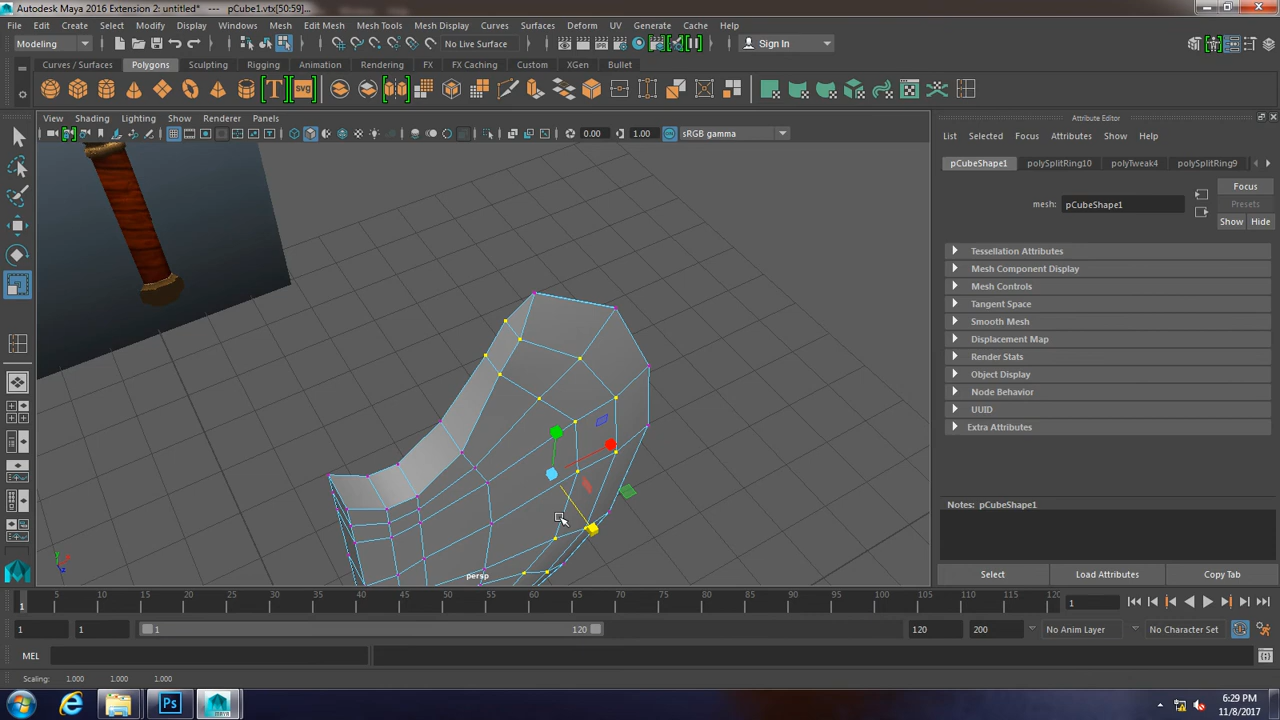 Autodesk Maya 2016 Extension 2: untitled* --- pCube1.vtx[50:59]...
File Edit Create Select Modify Display Windows Mesh Edit Mesh Mesh Tools Mesh Display Curves Surfaces Deform UV Generate Cache Help
Modeling No Live Surface Sign In
Curves / Surfaces Polygons Sculpting Rigging Animation Rendering FX FX Caching Custom XGen Bullet
T svg
View Shading Lighting Show Renderer Panels
0.00 1.00 sRGB gamma
Attribute Editor
List Selected Focus Attributes Show Help
pCubeShape1 polySplitRing10 polyTweak4 polySplitRing9
Focus
mesh: pCubeShape1 Presets
Show Hide
Tessellation Attributes
Mesh Component Display
Mesh Controls
Tangent Space
Smooth Mesh
Displacement Map
Render Stats
Object Display
Node Behavior
UUID
Extra Attributes
Notes: pCubeShape1
persp
Select Load Attributes Copy Tab
1 5 10 15 20 25 30 35 40 45 50 55 60 65 70 75 80 85 90 95 100 105 110 115 120 1
1 1 1 120 120 200 No Anim Layer No Character Set
MEL
Scaling: 1.000 1.000 1.000
Ps
6:29 PM
11/8/2017